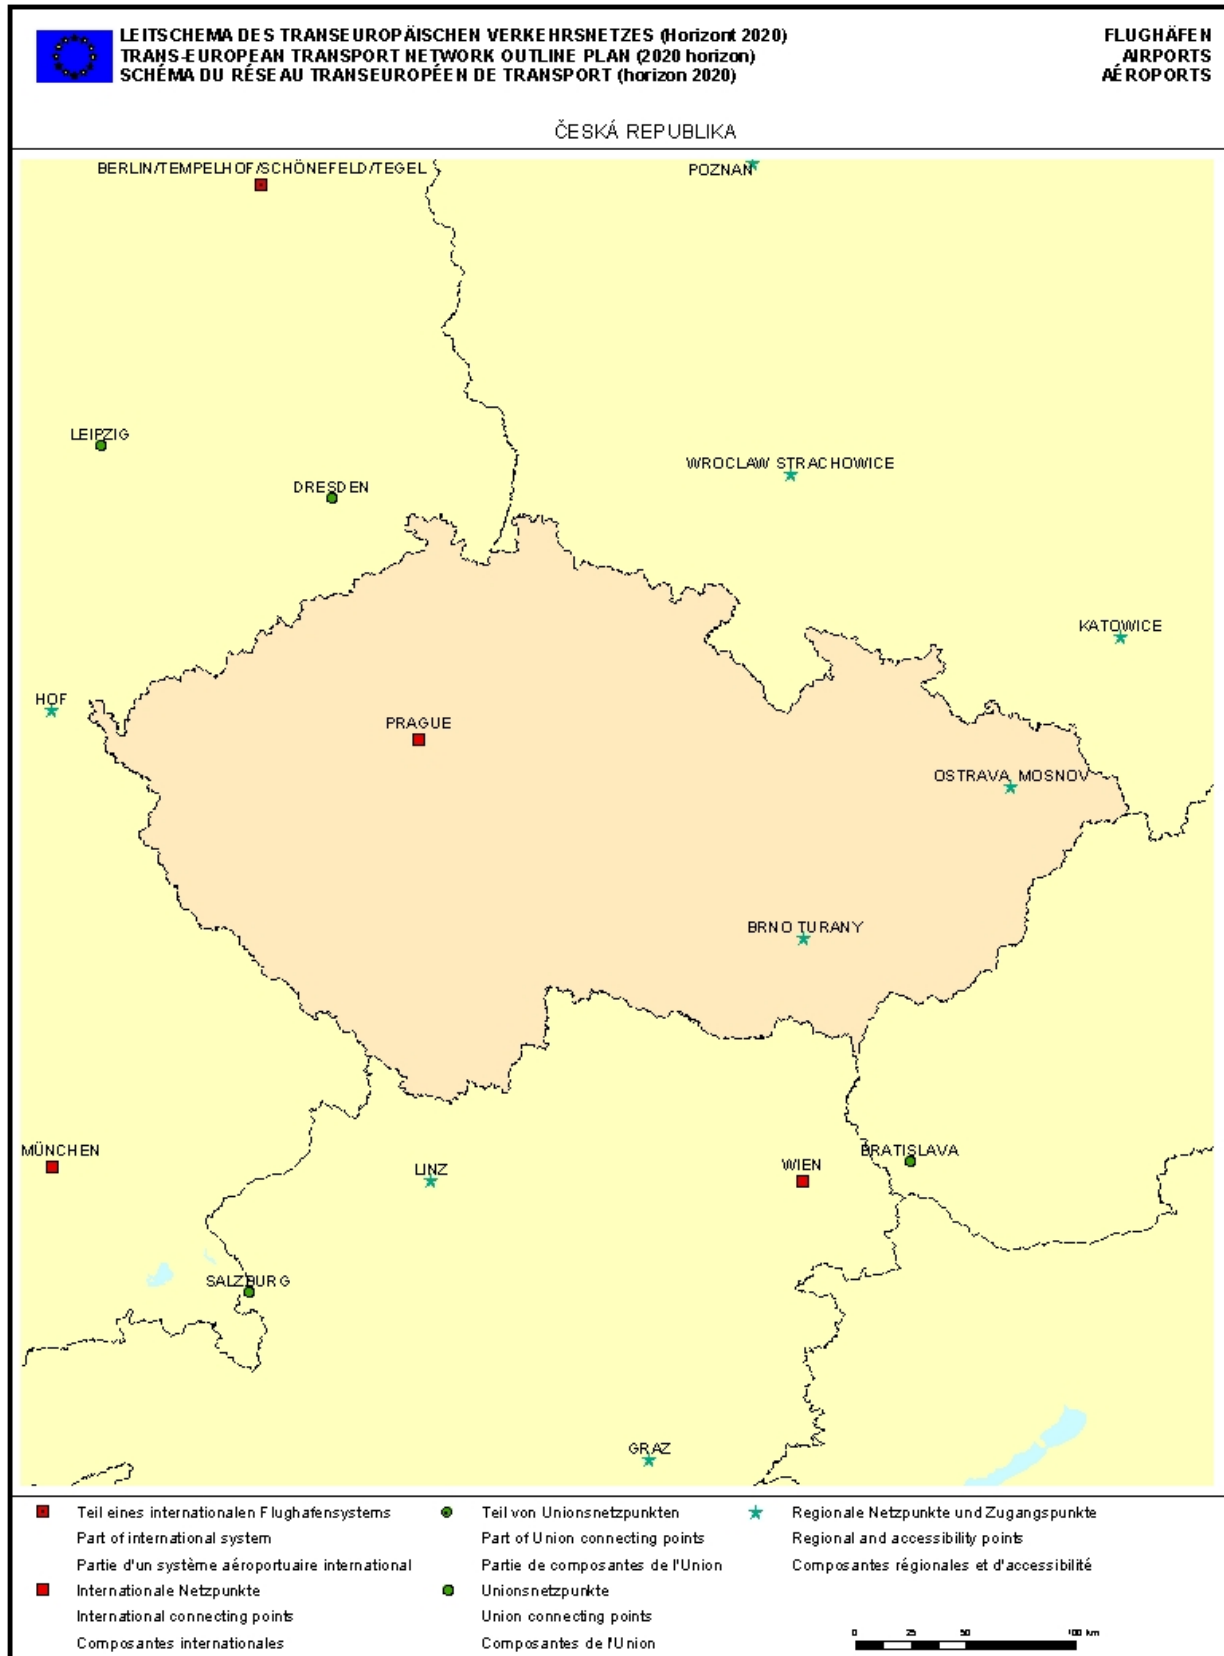 LEITSCHEMA DES TRANSEUROPÄISCHEN VERKEHRSNETZES (Horizont 2020)
TRANS-EUROPEAN TRANSPORT NETWORK OUTLINE PLAN (2020 horizon)
SCHÉMA DU RÉSEAU TRANSEUROPÉEN DE TRANSPORT (horizon 2020)
FLUGHÄFEN
AIRPORTS
AÉROPORTS
ČESKÁ REPUBLIKA
BERLIN/TEMPELHOF/SCHÖNEFELD/TEGEL
POZNAN
LEIPZIG
WROCLAW STRACHOWICE
DRESDEN
KATOWICE
HOF
PRAGUE
OSTRAVA MOSNOV
BRNO TURANY
MÜNCHEN
LINZ
WIEN
BRATISLAVA
SALZBURG
GRAZ
Teil eines internationalen Flughafensystems
Part of international system
Partie d'un système aéroportuaire international
Internationale Netzpunkte
International connecting points
Composantes internationales
Teil von Unionsnetzpunkten
Part of Union connecting points
Partie de composantes de l'Union
Unionsnetzpunkte
Union connecting points
Composantes de l'Union
Regionale Netzpunkte und Zugangspunkte
Regional and accessibility points
Composantes régionales et d'accessibilité
0 25 50 100 km